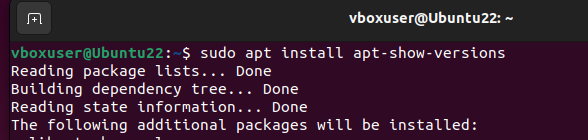 vboxuser@Ubuntu22: ~
vboxuser@Ubuntu22:~$ sudo apt install apt-show-versions
Reading package lists... Done
Building dependency tree... Done
Reading state information... Done
The following additional packages will be installed: